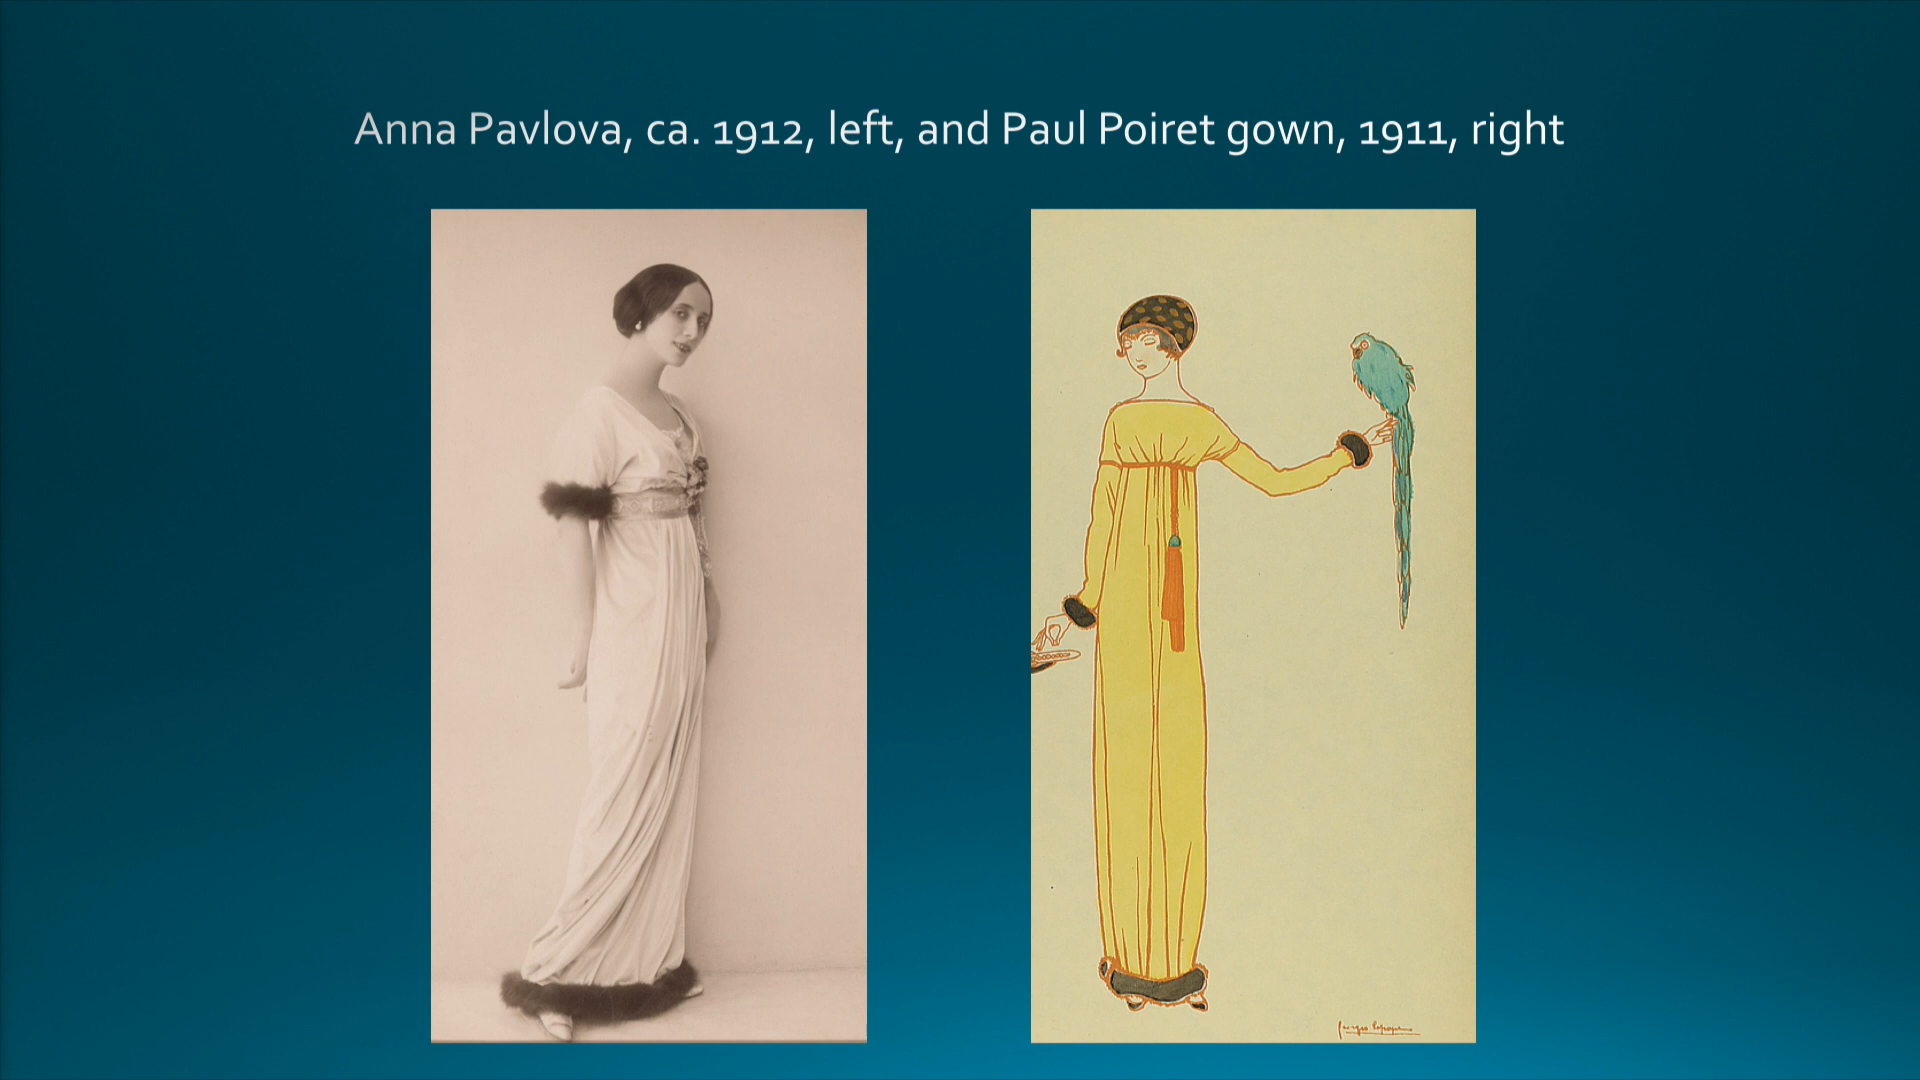 Anna Pavlova, ca. 1912, left, and Paul Poiret gown, 1911, right